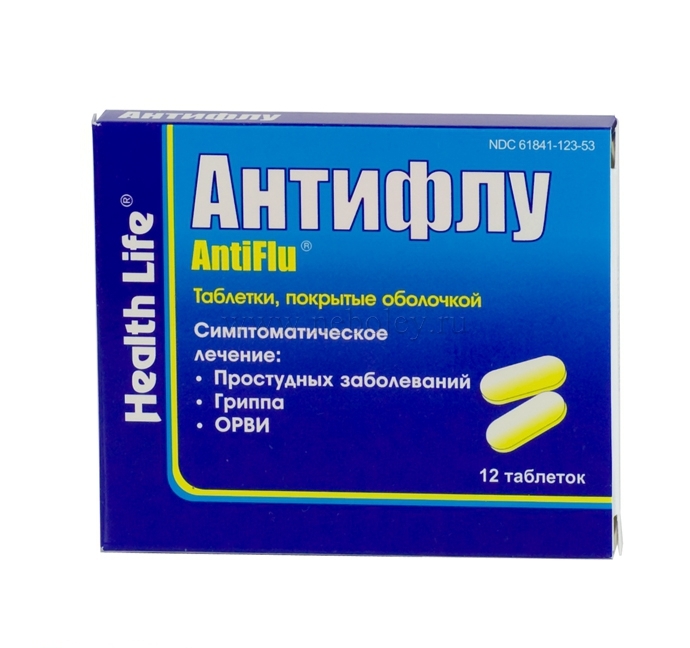 Антифлу
NDC 61841-123-53
Health Life®
Антифлу
AntiFlu®
Таблетки, покрытые оболочкой
Симптоматическое
лечение:
• Простудных заболеваний
• Гриппа
• ОРВИ
12 таблеток